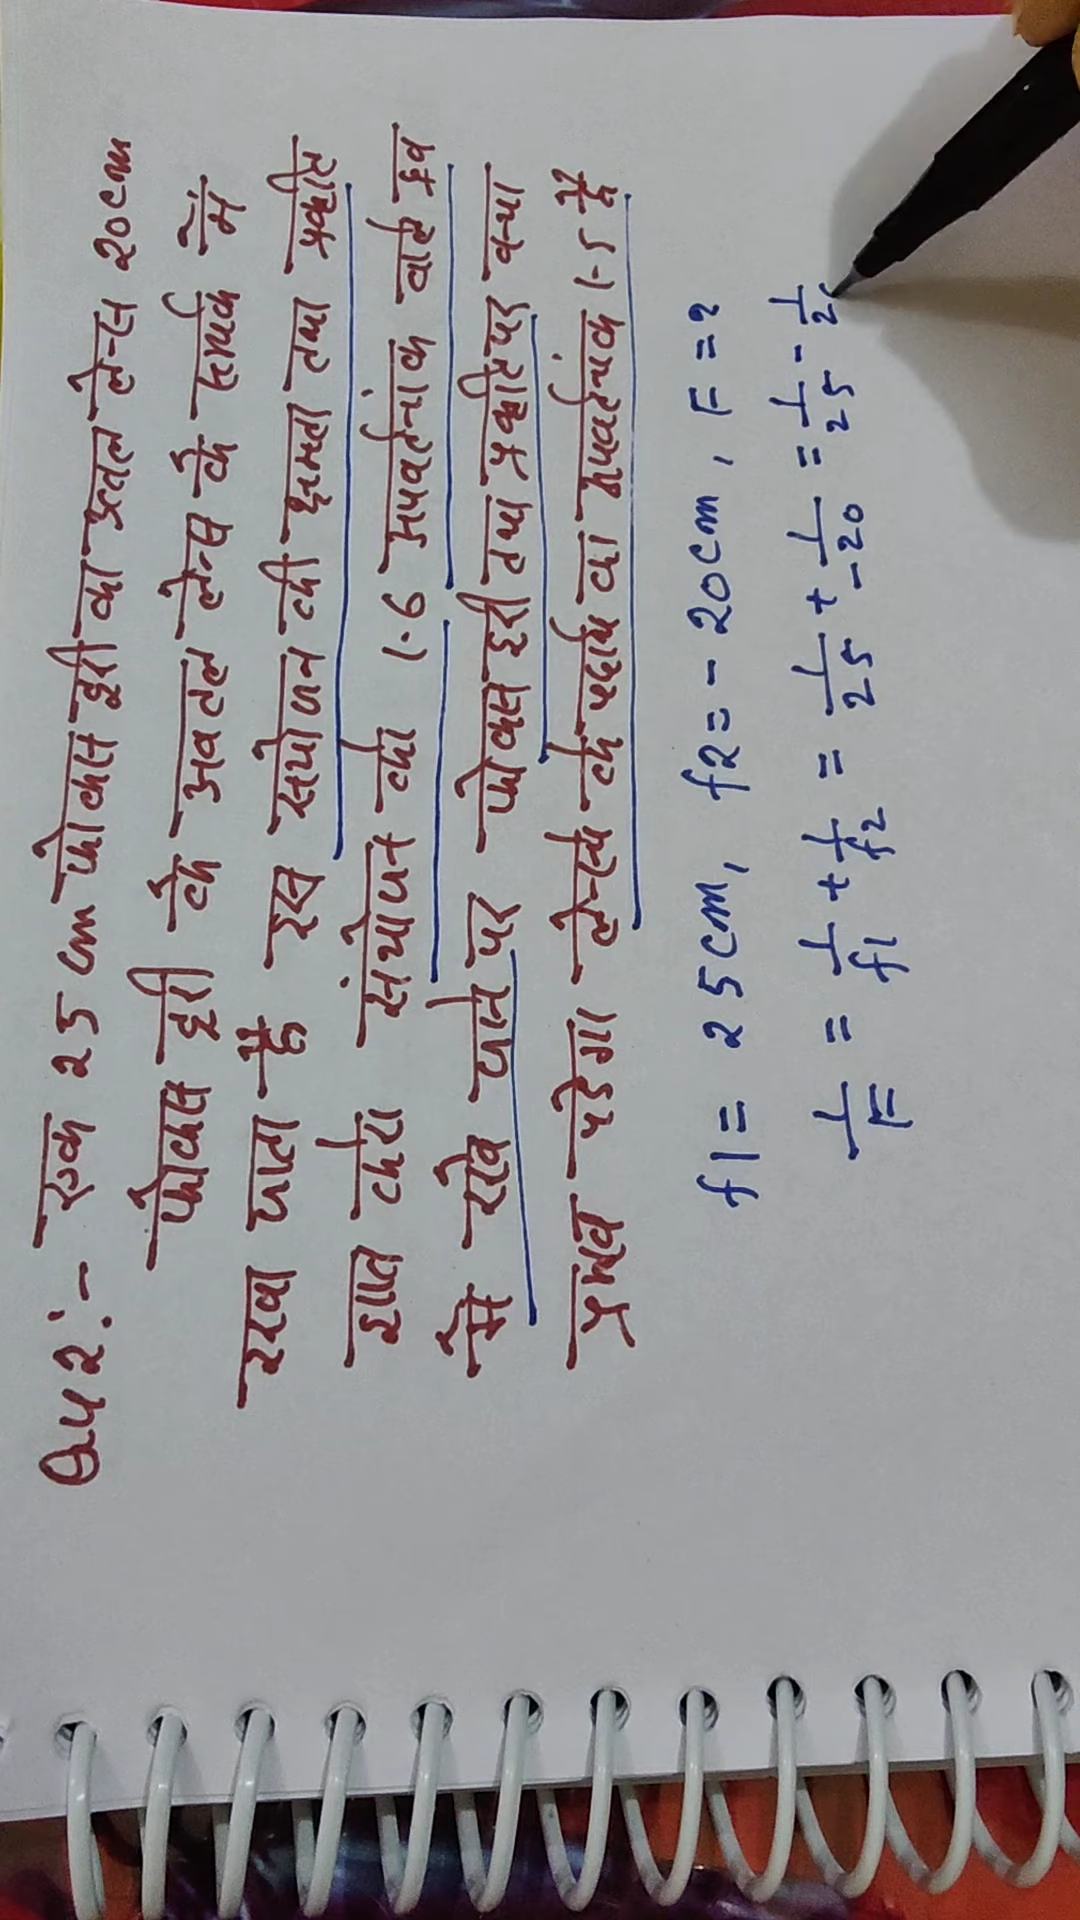 Qu2:- एक 25 cm फोकस दूरी का उत्तल लेन्स 20cm
फोकस दूरी के अवतल लेन्स के सम्पर्क में
रखा जाता है इस संयोजन की क्षमता तथा प्रकृति
ज्ञात करो संयोजन को 1.6 अपवर्तनांक वाले द्रव
में रखे जाने पर फोकस दूरी तथा प्रकृति पर क्या
प्रभाव पड़ेगा लेन्स के पदार्थ का अपवर्तनांक 1.5 है
f1 = 25cm, f2 = - 20cm, F = ?
1/F = 1/f1 + 1/f2 = 1/25 + 1/-20 = 1/25 - 1/2